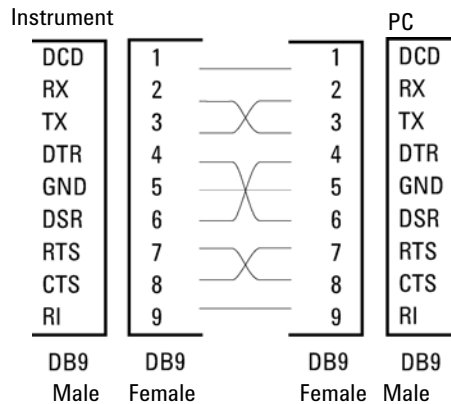 Instrument PC
DCD 1 1 DCD
RX 2 2 RX
TX 3 3 TX
DTR 4 4 DTR
GND 5 5 GND
DSR 6 6 DSR
RTS 7 7 RTS
CTS 8 8 CTS
RI 9 9 RI
DB9 DB9 DB9 DB9
Male Female Female Male